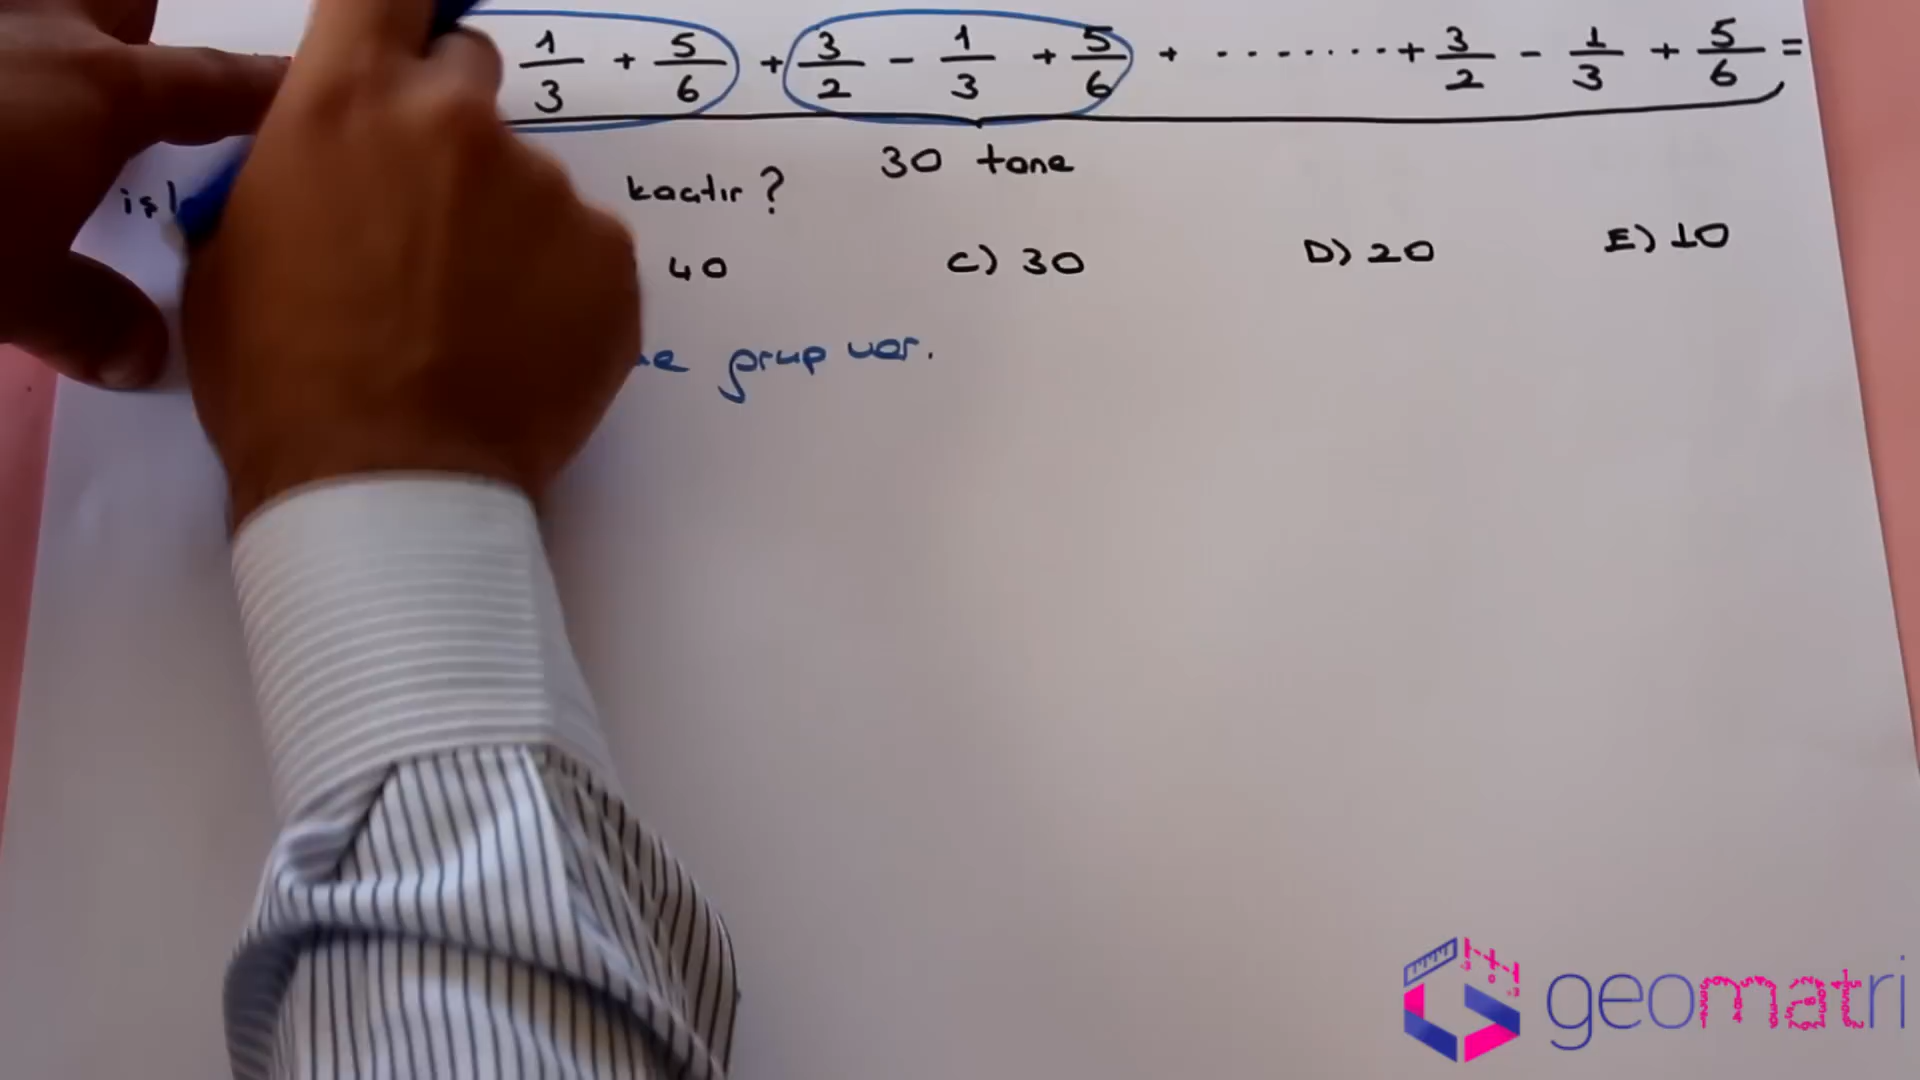 1/3 + 5/6 + 3/2 - 1/3 + 5/6 + ........ + 3/2 - 1/3 + 5/6 =
30 tane
kaçtır?
40 C) 30 D) 20 E) 10
grup var.
geomatri